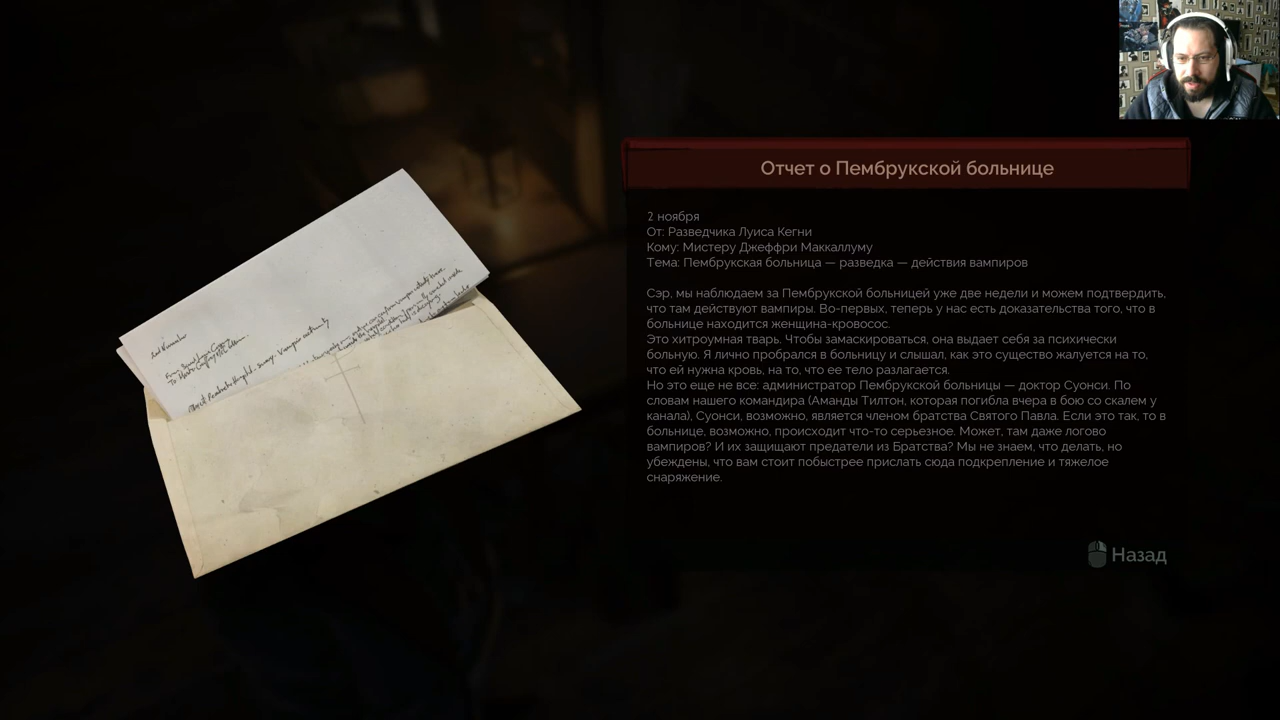 Отчет о Пембрукской больнице
2 ноября
От: Разведчика Луиса Кегни
Кому: Мистеру Джеффри Маккаллуму
Тема: Пембрукская больница — разведка — действия вампиров
Сэр, мы наблюдаем за Пембрукской больницей уже две недели и можем подтвердить,
что там действуют вампиры. Во-первых, теперь у нас есть доказательства того, что в
больнице находится женщина-кровосос.
Это хитроумная тварь. Чтобы замаскироваться, она выдает себя за психически
больную. Я лично пробрался в больницу и слышал, как это существо жалуется на то,
что ей нужна кровь, на то, что ее тело разлагается.
Но это еще не все: администратор Пембрукской больницы — доктор Суонси. По
словам нашего командира (Аманды Тилтон, которая погибла вчера в бою со скалем у
канала), Суонси, возможно, является членом братства Святого Павла. Если это так, то в
больнице, возможно, происходит что-то серьезное. Может, там даже логово
вампиров? И их защищают предатели из Братства? Мы не знаем, что делать, но
убеждены, что вам стоит побыстрее прислать сюда подкрепление и тяжелое
снаряжение.
Назад